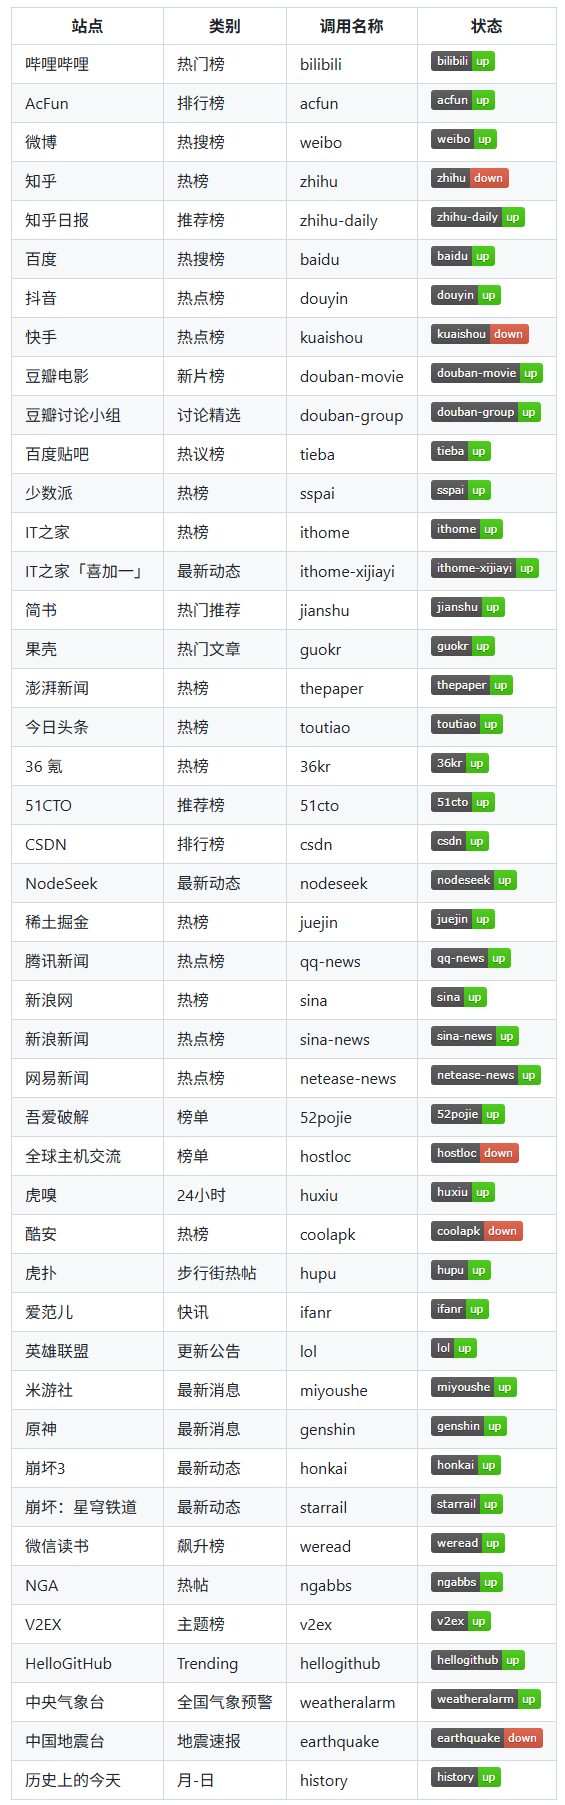 站点 类别 调用名称 状态
哔哩哔哩 热门榜 bilibili bilibili up
AcFun 排行榜 acfun acfun up
微博 热搜榜 weibo weibo up
知乎 热榜 zhihu zhihu down
知乎日报 推荐榜 zhihu-daily zhihu-daily up
百度 热搜榜 baidu baidu up
抖音 热点榜 douyin douyin up
快手 热点榜 kuaishou kuaishou down
豆瓣电影 新片榜 douban-movie douban-movie up
豆瓣讨论小组 讨论精选 douban-group douban-group up
百度贴吧 热议榜 tieba tieba up
少数派 热榜 sspai sspai up
IT之家 热榜 ithome ithome up
IT之家「喜加一」 最新动态 ithome-xijiayi ithome-xijiayi up
简书 热门推荐 jianshu jianshu up
果壳 热门文章 guokr guokr up
澎湃新闻 热榜 thepaper thepaper up
今日头条 热榜 toutiao toutiao up
36 氪 热榜 36kr 36kr up
51CTO 推荐榜 51cto 51cto up
CSDN 排行榜 csdn csdn up
NodeSeek 最新动态 nodeseek nodeseek up
稀土掘金 热榜 juejin juejin up
腾讯新闻 热点榜 qq-news qq-news up
新浪网 热榜 sina sina up
新浪新闻 热点榜 sina-news sina-news up
网易新闻 热点榜 netease-news netease-news up
吾爱破解 榜单 52pojie 52pojie up
全球主机交流 榜单 hostloc hostloc down
虎嗅 24小时 huxiu huxiu up
酷安 热榜 coolapk coolapk down
虎扑 步行街热帖 hupu hupu up
爱范儿 快讯 ifanr ifanr up
英雄联盟 更新公告 lol lol up
米游社 最新消息 miyoushe miyoushe up
原神 最新消息 genshin genshin up
崩坏3 最新动态 honkai honkai up
崩坏：星穹铁道 最新动态 starrail starrail up
微信读书 飙升榜 weread weread up
NGA 热帖 ngabbs ngabbs up
V2EX 主题榜 v2ex v2ex up
HelloGitHub Trending hellogithub hellogithub up
中央气象台 全国气象预警 weatheralarm weatheralarm up
中国地震台 地震速报 earthquake earthquake down
历史上的今天 月-日 history history up